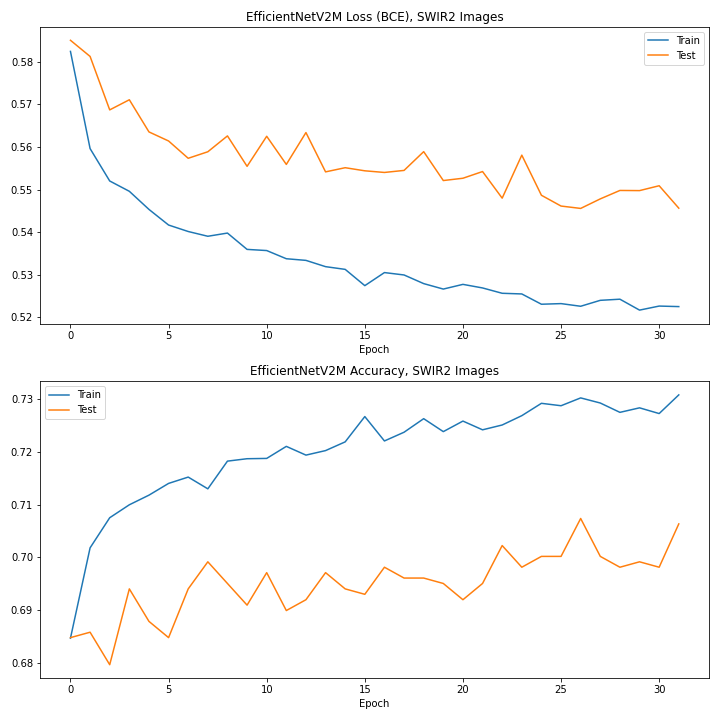 EfficientNetV2M Loss (BCE), SWIR2 Images
Train
Test
0.58
0.57
0.56
0.55
0.54
0.53
0.52
0 5 10 15 20 25 30
Epoch
EfficientNetV2M Accuracy, SWIR2 Images
Train
Test
0.73
0.72
0.71
0.70
0.69
0.68
0 5 10 15 20 25 30
Epoch